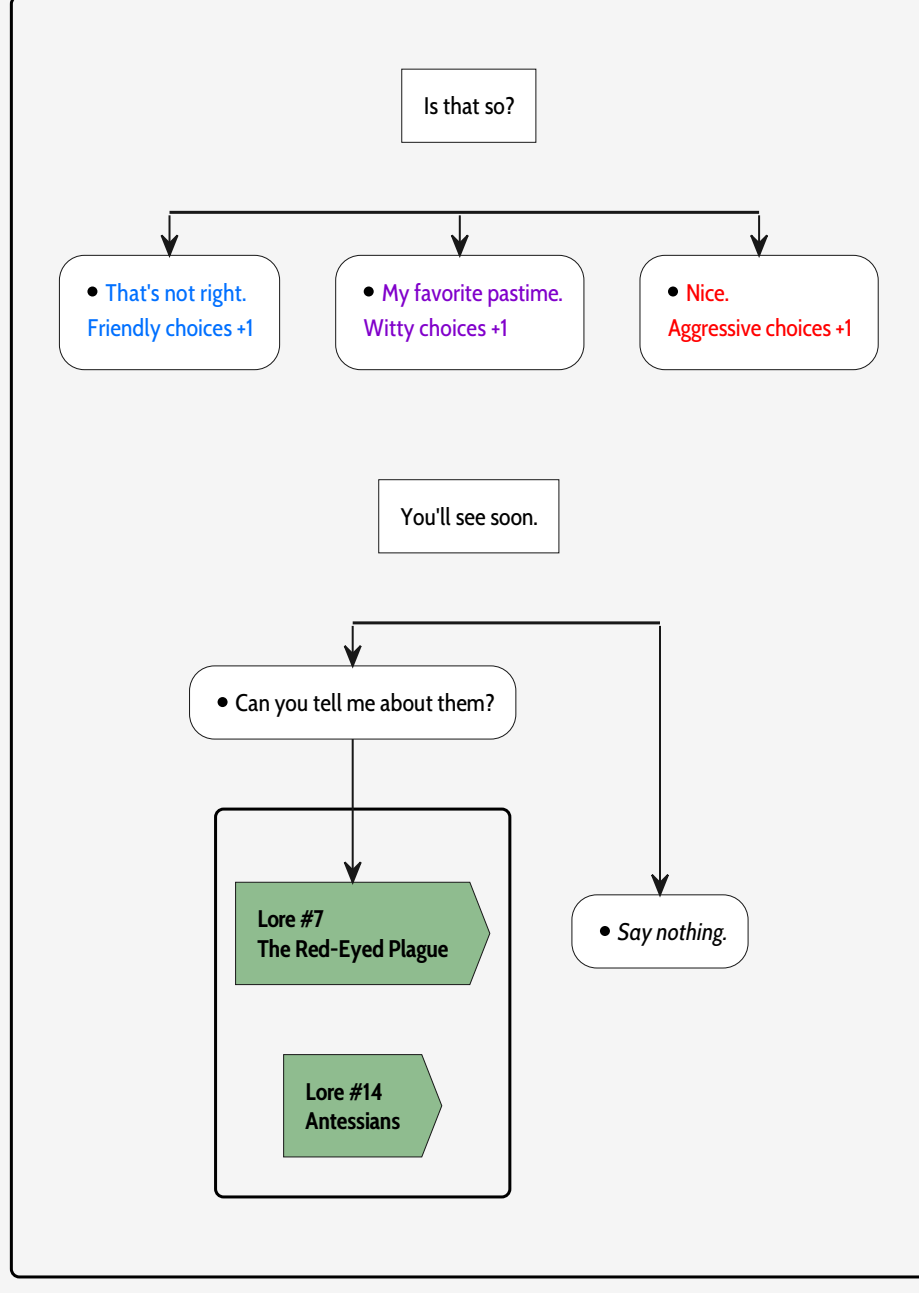 Is that so?
• That's not right.
Friendly choices +1
• My favorite pastime.
Witty choices +1
• Nice.
Aggressive choices +1
You'll see soon.
• Can you tell me about them?
Lore #7
The Red-Eyed Plague
• Say nothing.
Lore #14
Antessians